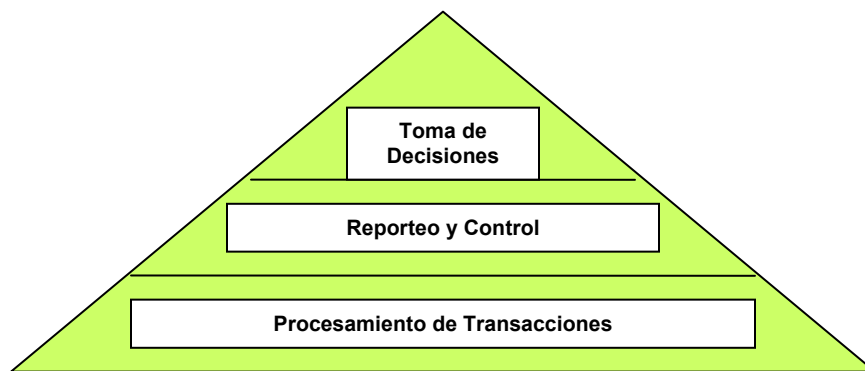 Toma de
Decisiones
Reporteo y Control
Procesamiento de Transacciones